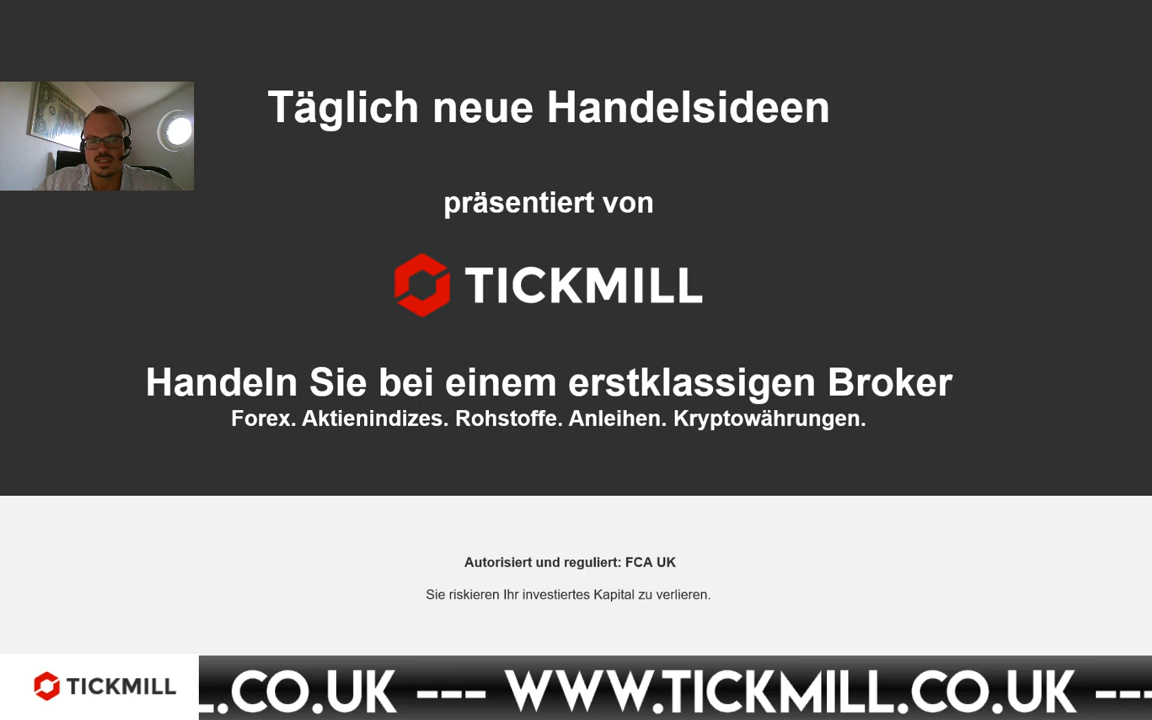 Täglich neue Handelsideen
präsentiert von
TICKMILL
Handeln Sie bei einem erstklassigen Broker
Forex. Aktienindizes. Rohstoffe. Anleihen. Kryptowährungen.
Autorisiert und reguliert: FCA UK
Sie riskieren Ihr investiertes Kapital zu verlieren.
TICKMILL L.CO.UK --- WWW.TICKMILL.CO.UK ---